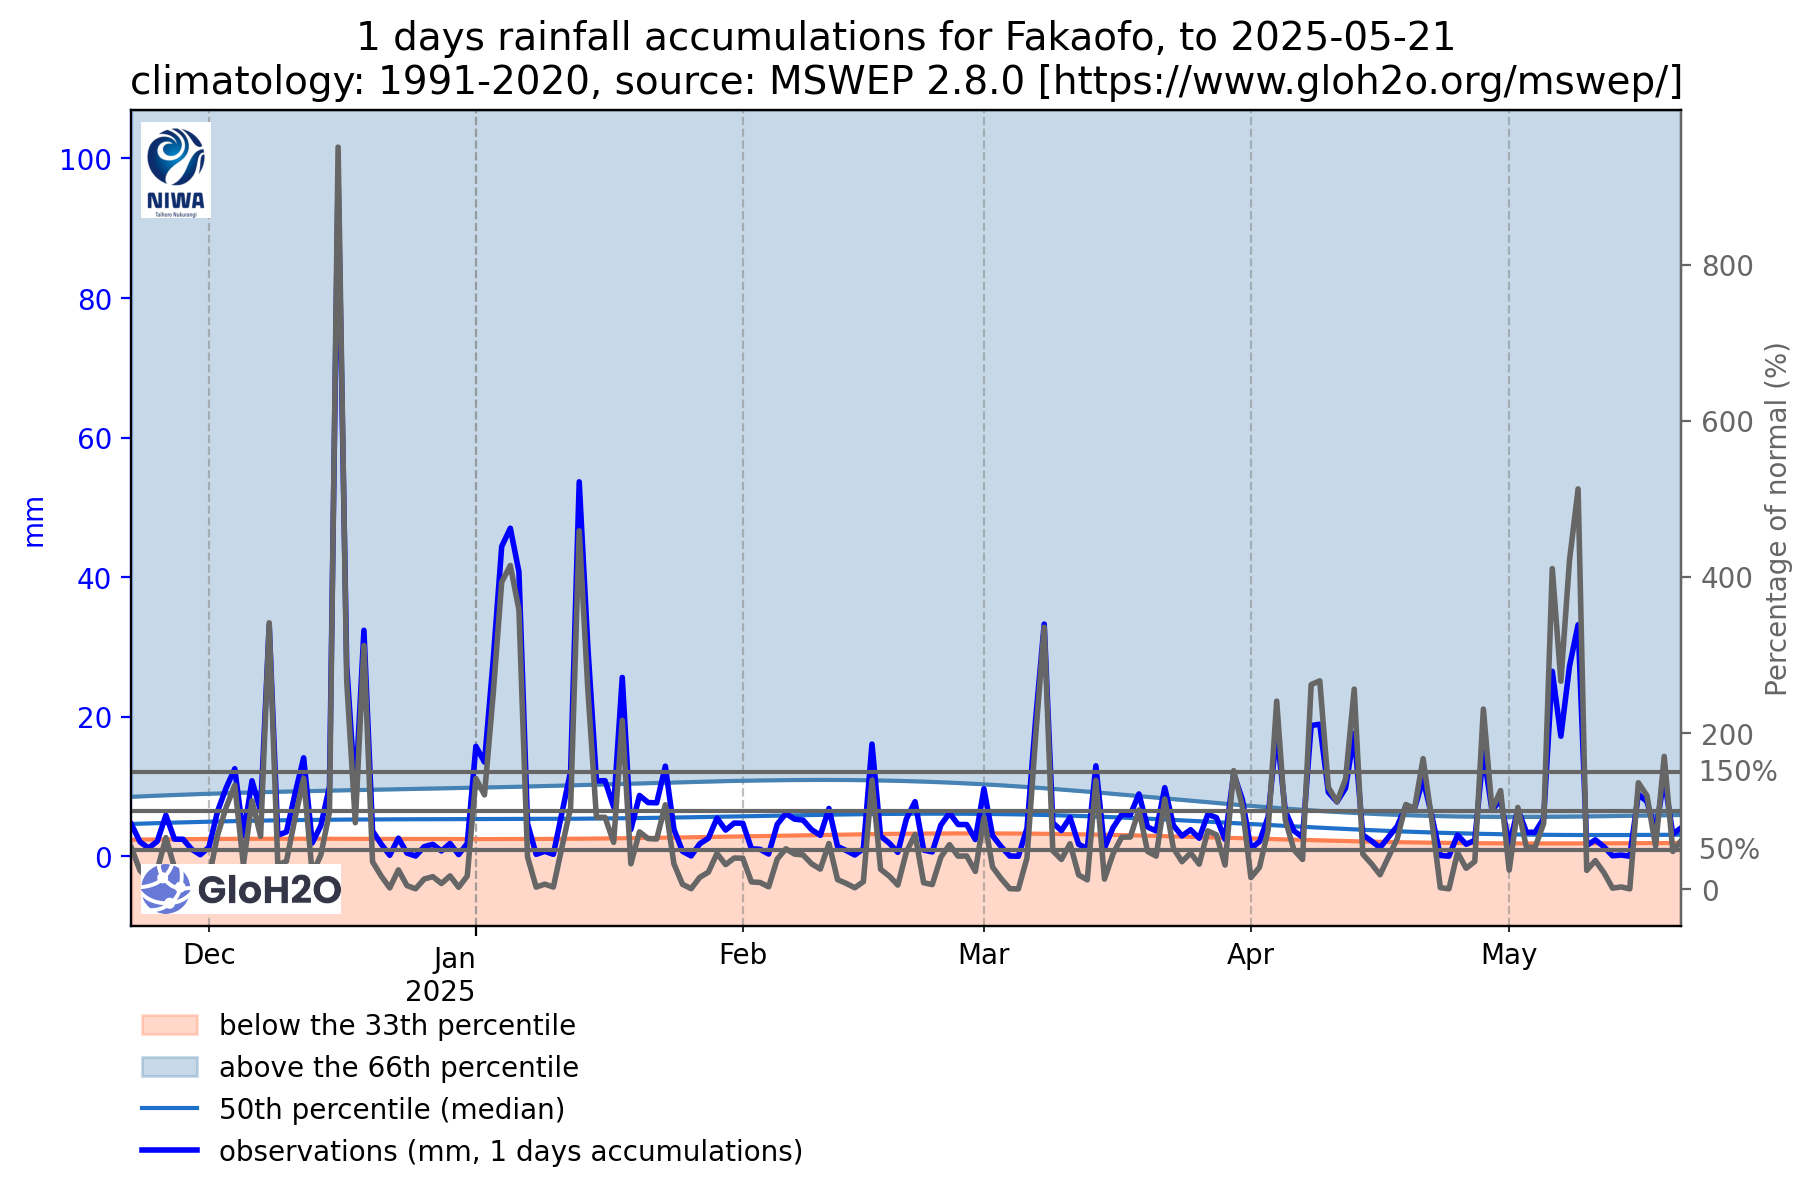 1 days rainfall accumulations for Fakaofo, to 2025-05-21
climatology: 1991-2020, source: MSWEP 2.8.0 [https://www.gloh2o.org/mswep/]
NIWA
Taihoro Nukurangi
100
80
60
40
20
0
mm
800
600
400
200
150%
50%
0
Percentage of normal (%)
GloH2O
Dec
Jan
2025
Feb
Mar
Apr
May
below the 33th percentile
above the 66th percentile
50th percentile (median)
observations (mm, 1 days accumulations)